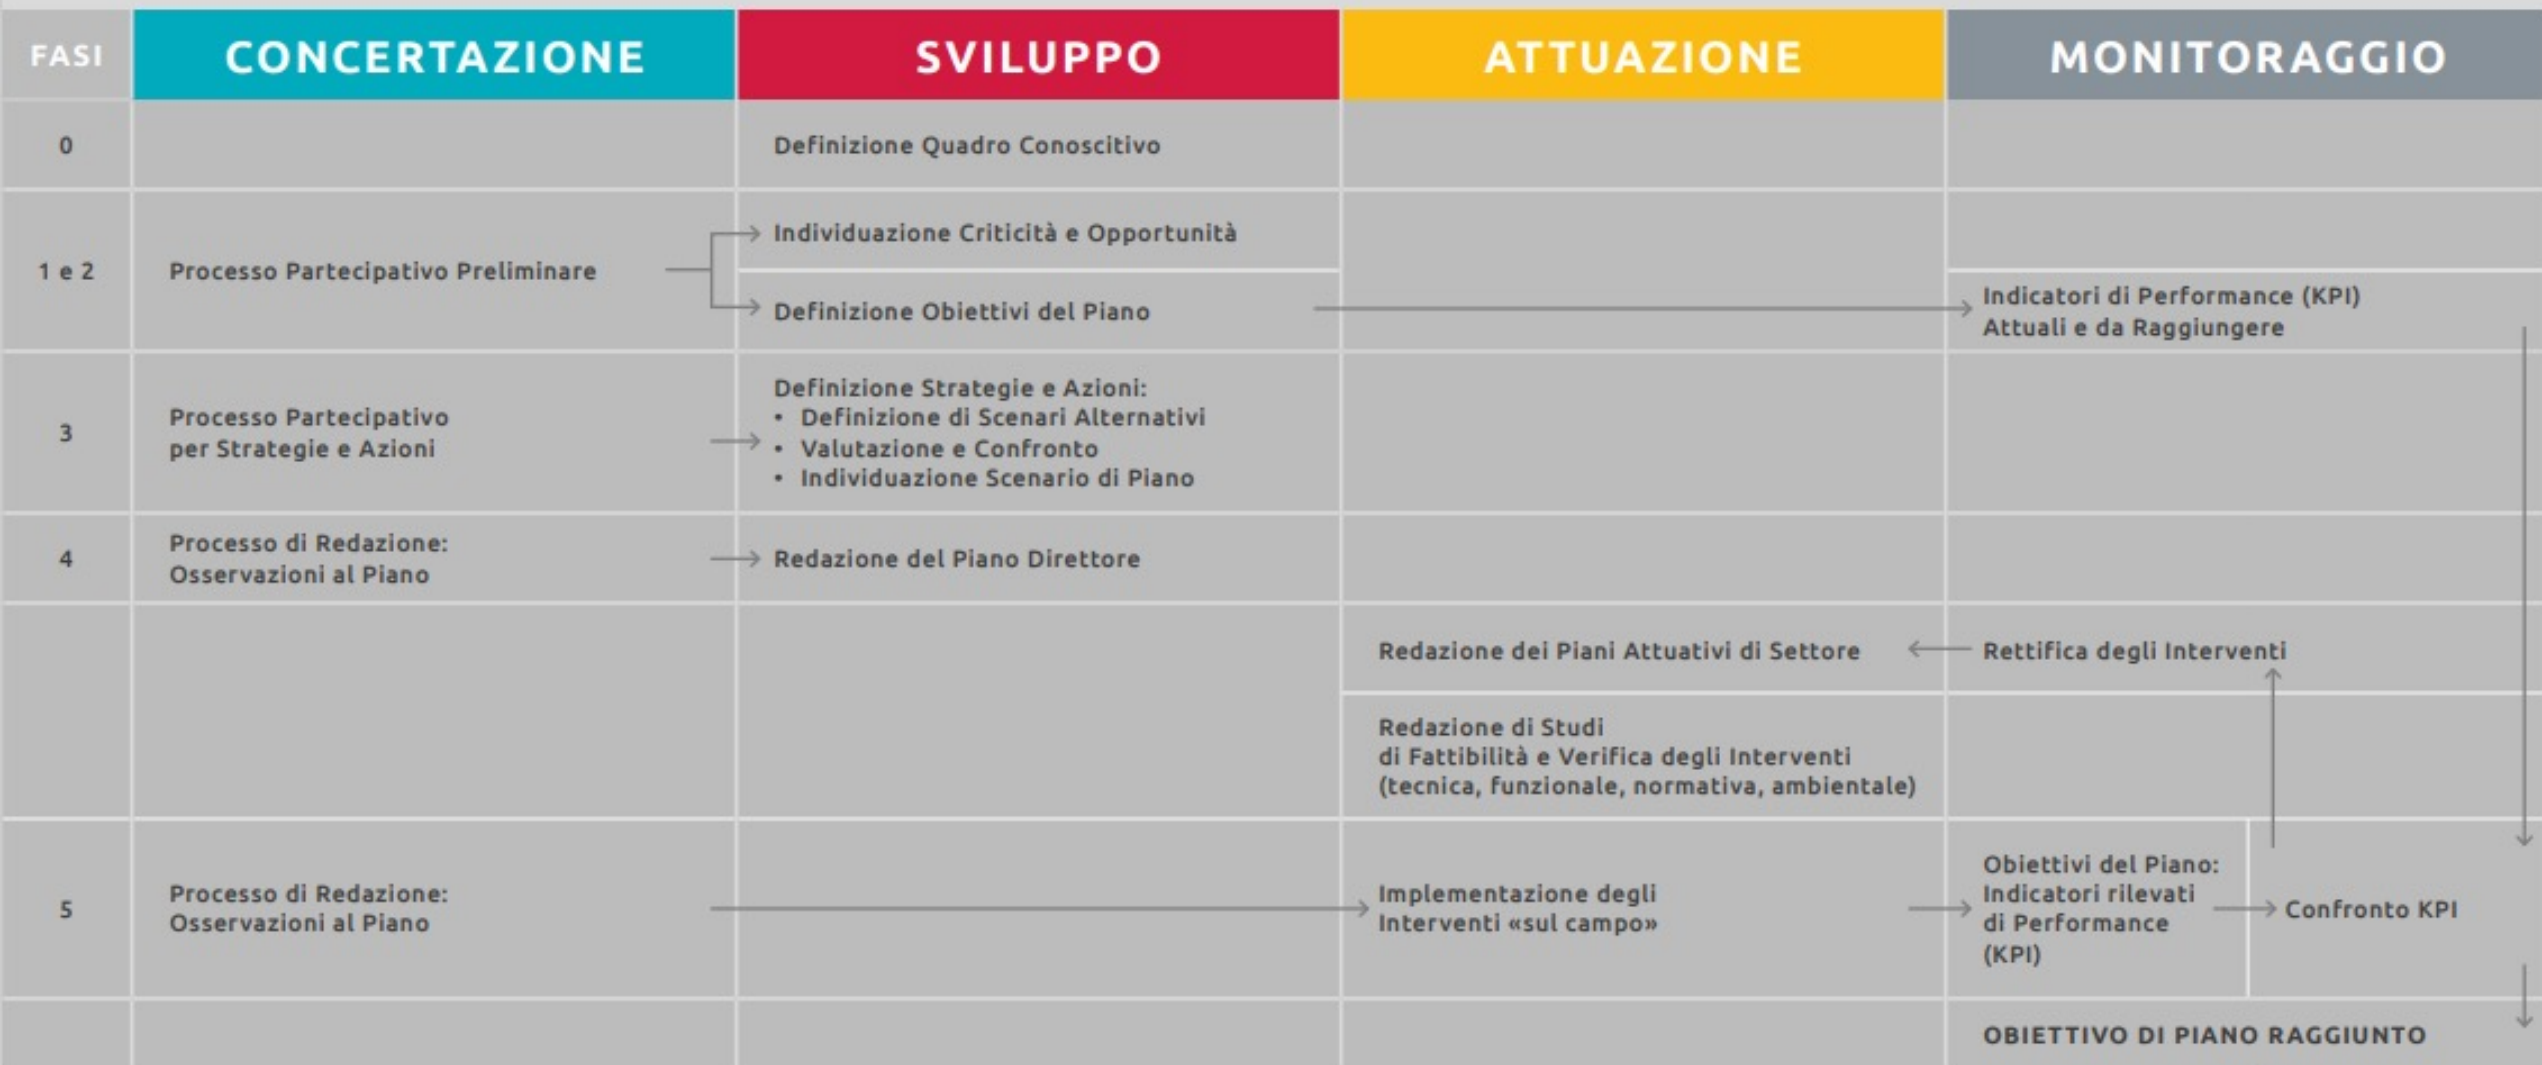 FASI
CONCERTAZIONE
SVILUPPO
ATTUAZIONE
MONITORAGGIO
0
Definizione Quadro Conoscitivo
1 e 2
Processo Partecipativo Preliminare
Individuazione Criticità e Opportunità
Definizione Obiettivi del Piano
Indicatori di Performance (KPI)
Attuali e da Raggiungere
3
Processo Partecipativo
per Strategie e Azioni
Definizione Strategie e Azioni:
• Definizione di Scenari Alternativi
• Valutazione e Confronto
• Individuazione Scenario di Piano
4
Processo di Redazione:
Osservazioni al Piano
Redazione del Piano Direttore
Redazione dei Piani Attuativi di Settore
Rettifica degli Interventi
Redazione di Studi
di Fattibilità e Verifica degli Interventi
(tecnica, funzionale, normativa, ambientale)
5
Processo di Redazione:
Osservazioni al Piano
Implementazione degli
Interventi «sul campo»
Obiettivi del Piano:
Indicatori rilevati
di Performance
(KPI)
Confronto KPI
OBIETTIVO DI PIANO RAGGIUNTO